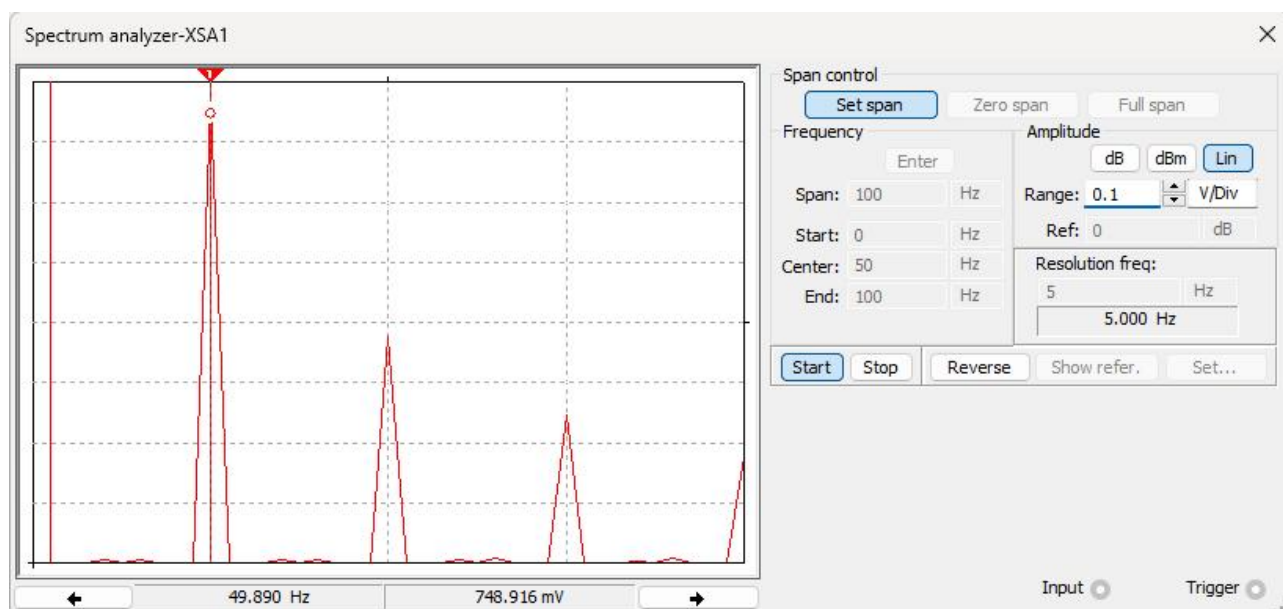 Spectrum analyzer-XSA1
1
Span control
Set span Zero span Full span
Frequency
Enter
Span: 100 Hz
Start: 0 Hz
Center: 50 Hz
End: 100 Hz
Amplitude
dB dBm Lin
Range: 0.1 V/Div
Ref: 0 dB
Resolution freq:
5 Hz
5.000 Hz
Start Stop Reverse Show refer. Set...
49.890 Hz 748.916 mV
Input Trigger